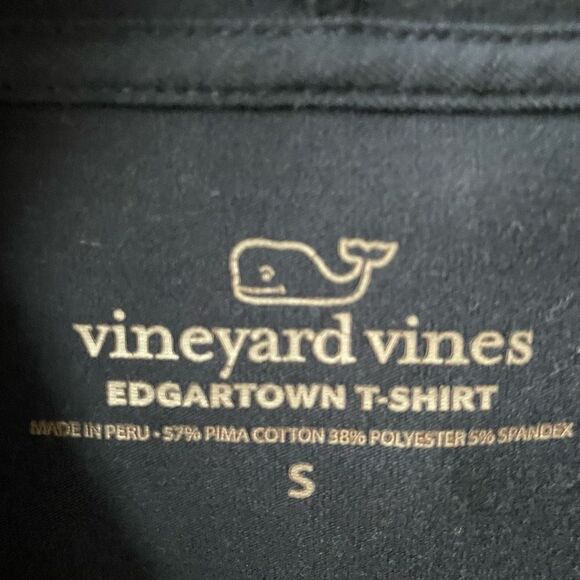 vineyard vines
EDGARTOWN T-SHIRT
MADE IN PERU • 57% PIMA COTTON 38% POLYESTER 5% SPANDEX
S